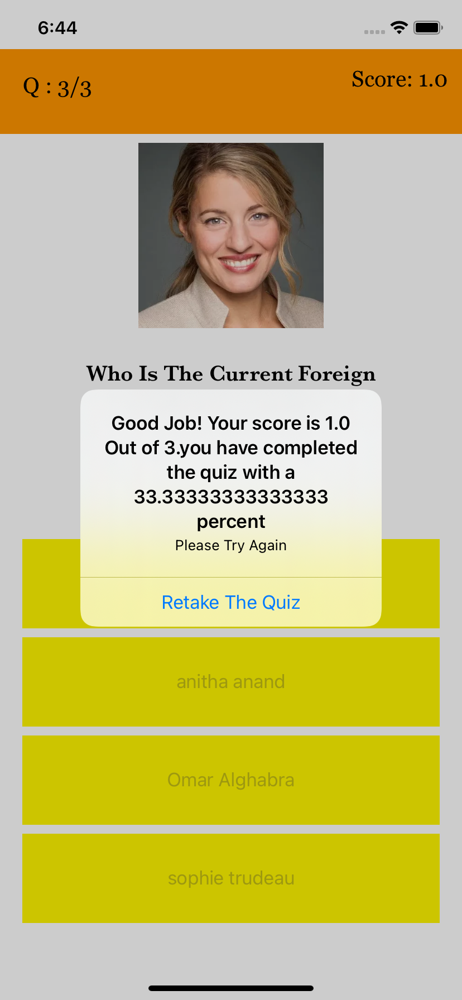 6:44
Q : 3/3
Score: 1.0
Who Is The Current Foreign
Good Job! Your score is 1.0
Out of 3.you have completed
the quiz with a
33.33333333333333
percent
Please Try Again
Retake The Quiz
anitha anand
Omar Alghabra
sophie trudeau